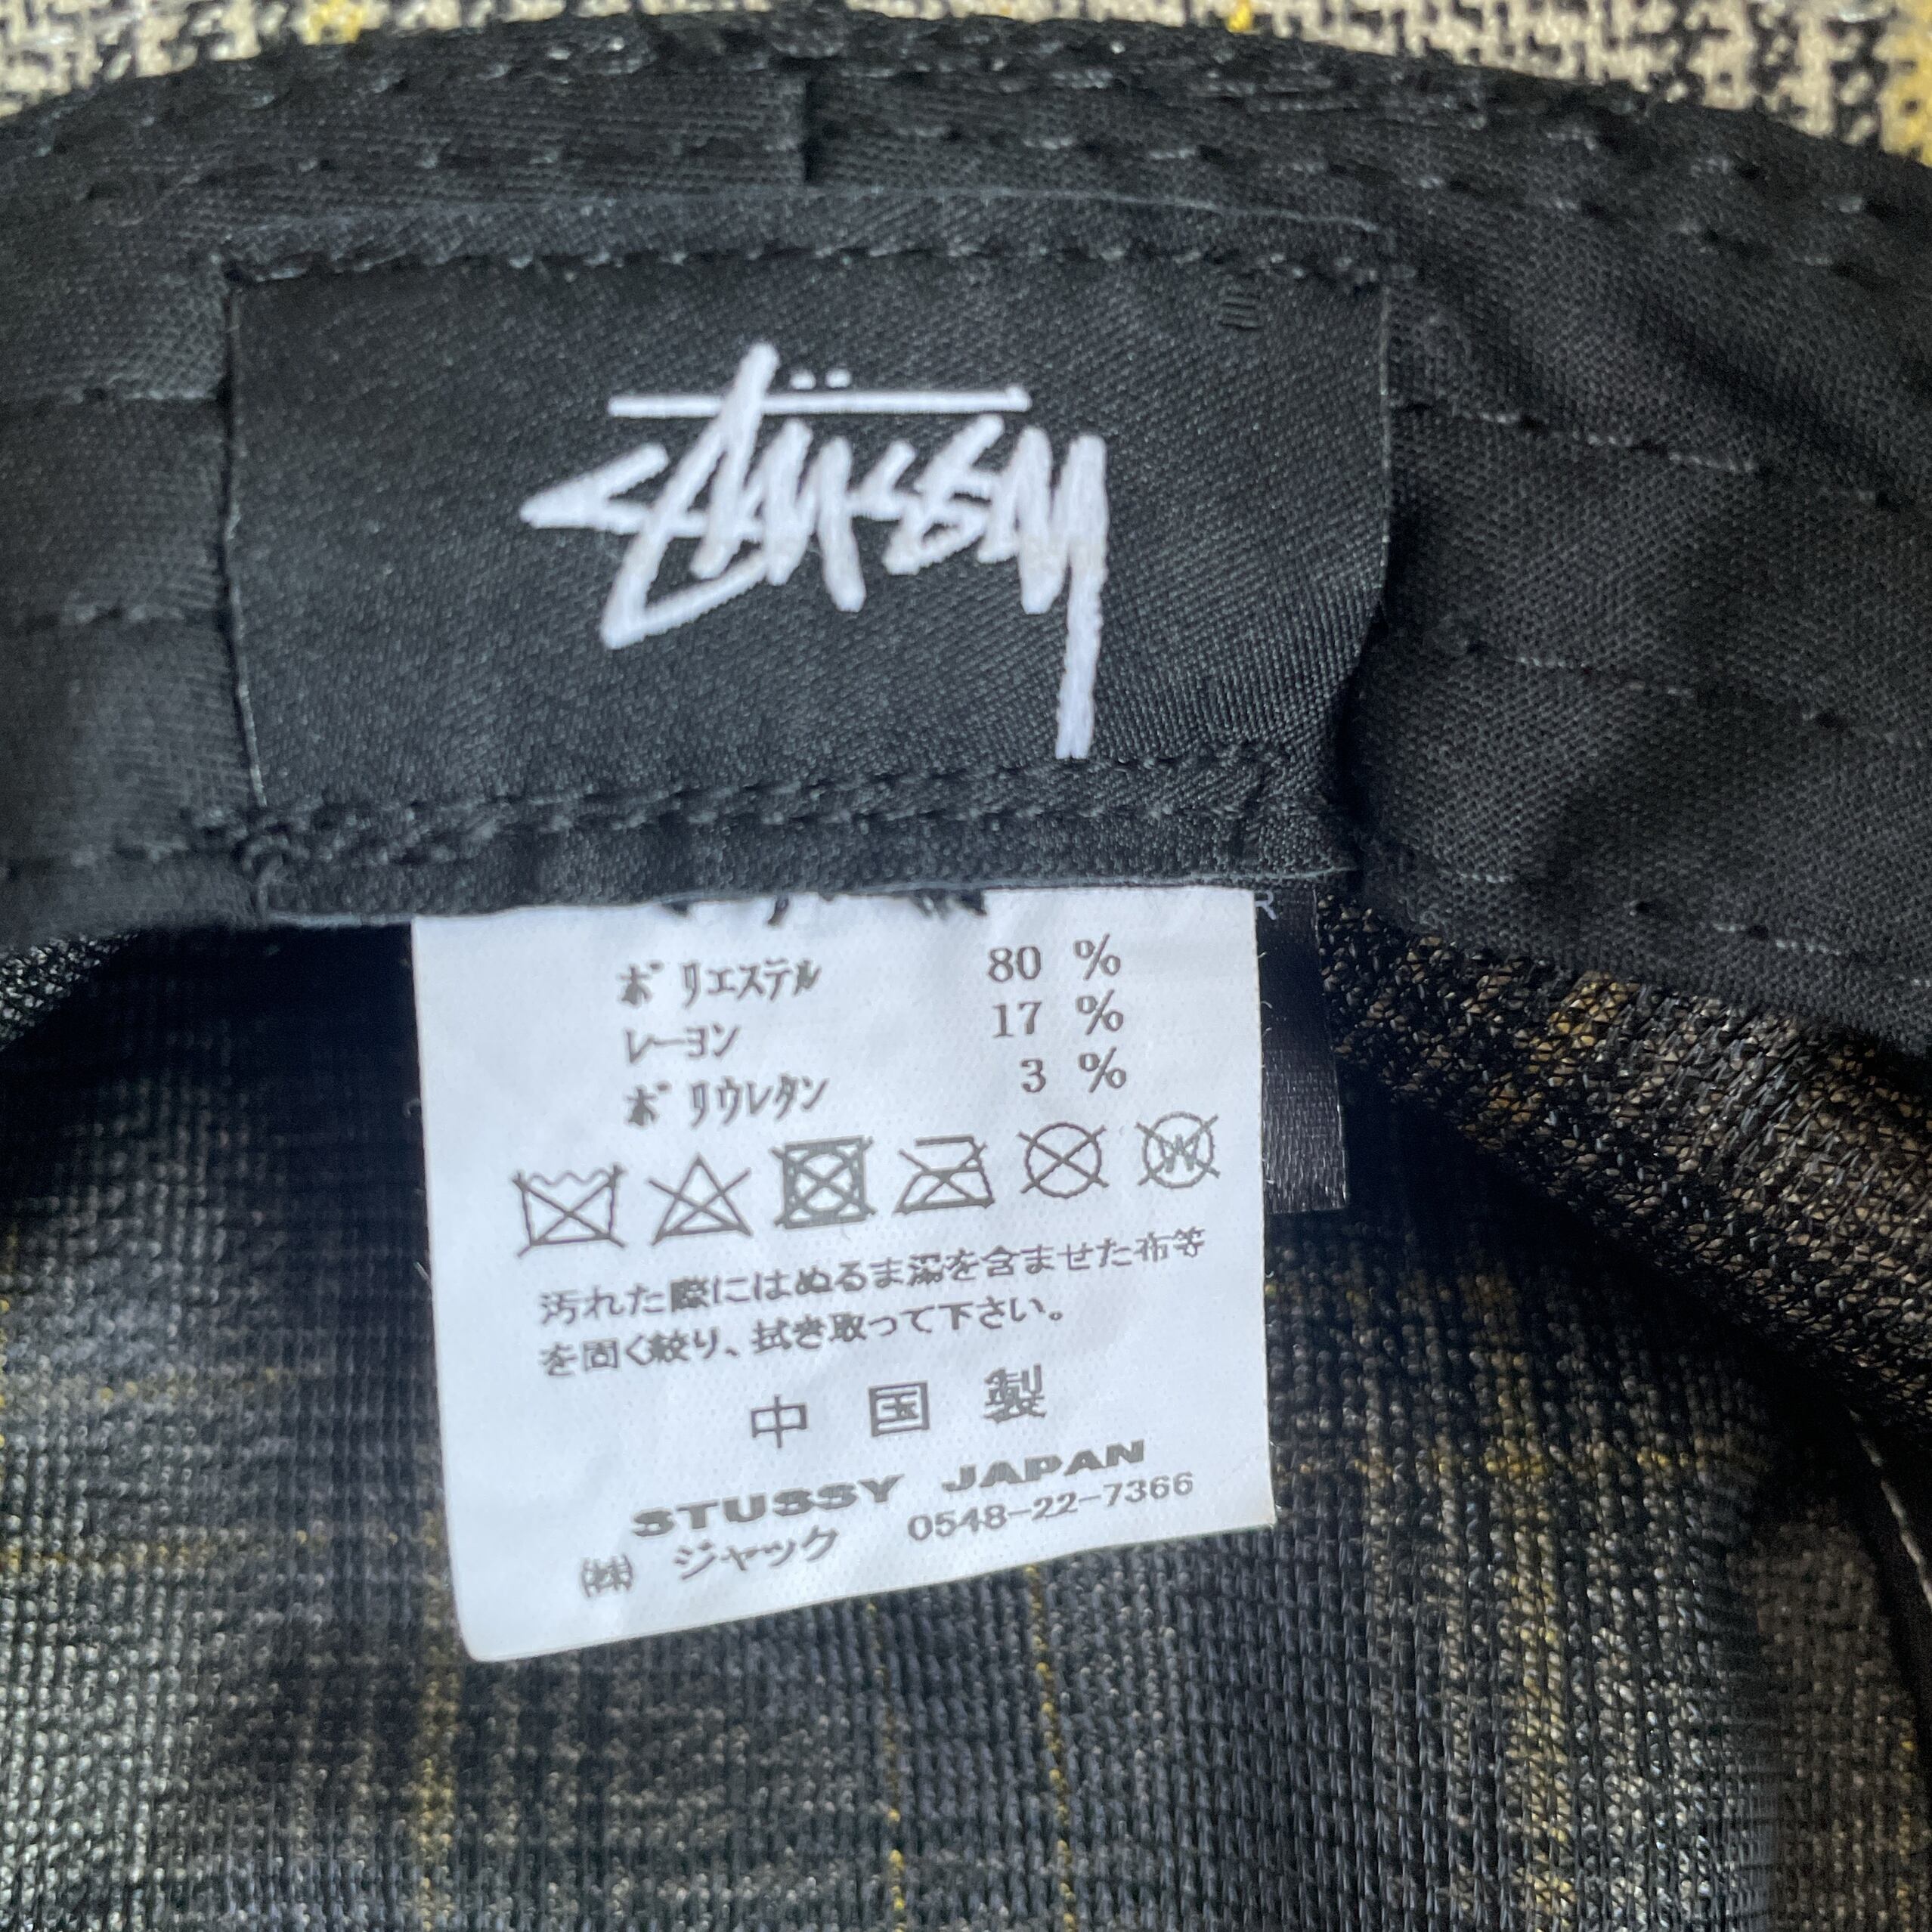 Stüssy
R
ポリエステル 80 %
レーヨン 17 %
ポリウレタン 3 %
W
汚れた際にはぬるま湯を含ませた布等
を固く絞り、拭き取って下さい。
中国製
STUSSY JAPAN
㈱ ジャック 0548-22-7366